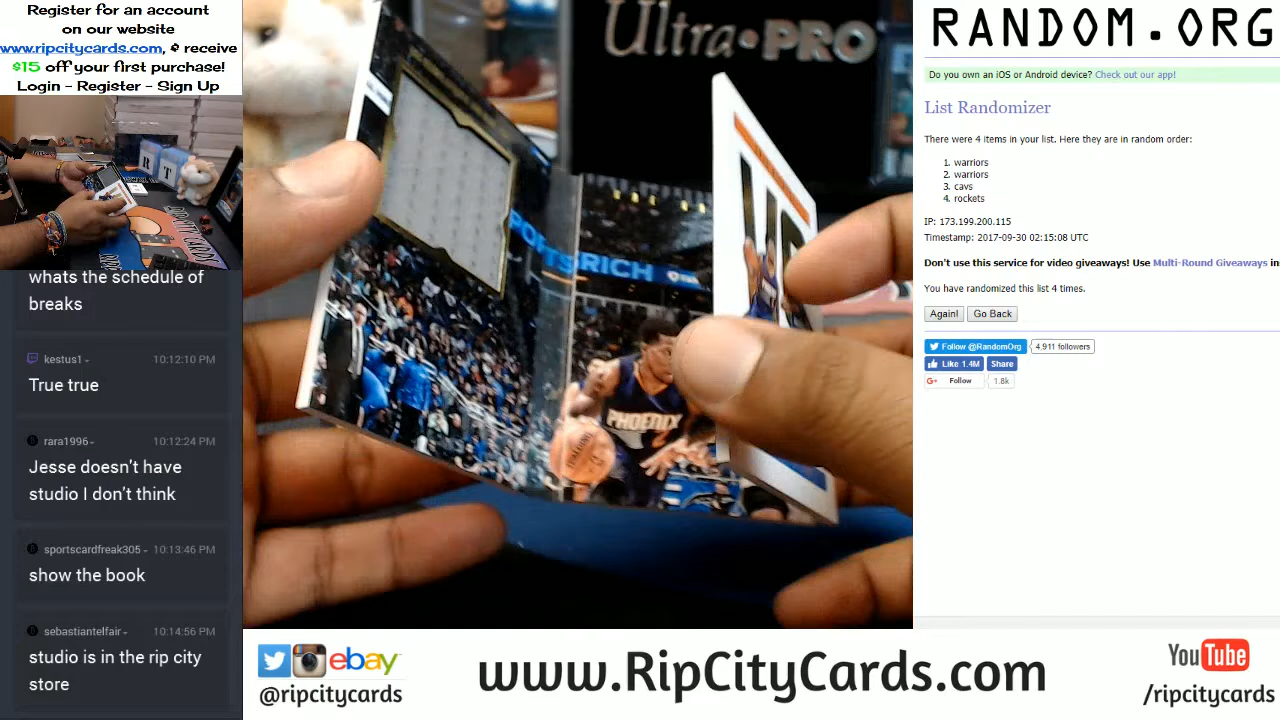 Register for an account
on our website
www.ripcitycards.com, & receive
$15 off your first purchase!
Login - Register - Sign Up
whats the schedule of
breaks
kestus1
10:12:10 PM
True true
rara1996
10:12:24 PM
Jesse doesn't have
studio I don't think
sportscardfreak305
10:13:46 PM
show the book
sebastiantelfair
10:14:56 PM
studio is in the rip city
store
Ultra PRO
PHOENIX
RICH
RANDOM.ORG
Do you own an iOS or Android device? Check out our app!
List Randomizer
There were 4 items in your list. Here they are in random order:
1. warriors
2. warriors
3. cavs
4. rockets
IP: 173.199.200.115
Timestamp: 2017-09-30 02:15:08 UTC
Don't use this service for video giveaways! Use Multi-Round Giveaways in
You have randomized this list 4 times.
Again! Go Back
Follow @RandomOrg 4,911 followers
Like 1.4M Share
G+ Follow 1.8k
ebay
@ripcitycards
www.RipCityCards.com
YouTube
/ripcitycards